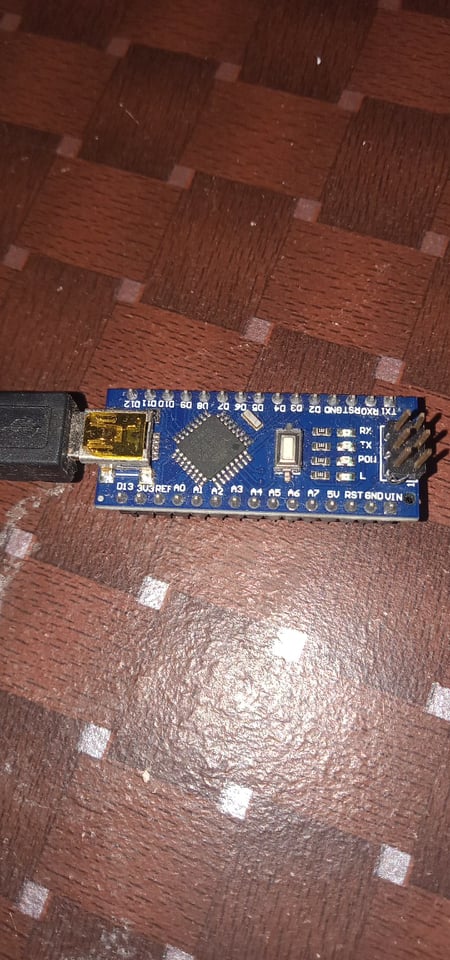 D12 D11 D10 D9 D8 D7 D6 D5 D4 D3 D2 GND RST RX0 TX1
RX
TX
POW
L
D13 3V3 REF A0 A1 A2 A3 A4 A5 A6 A7 5V RST GND VIN